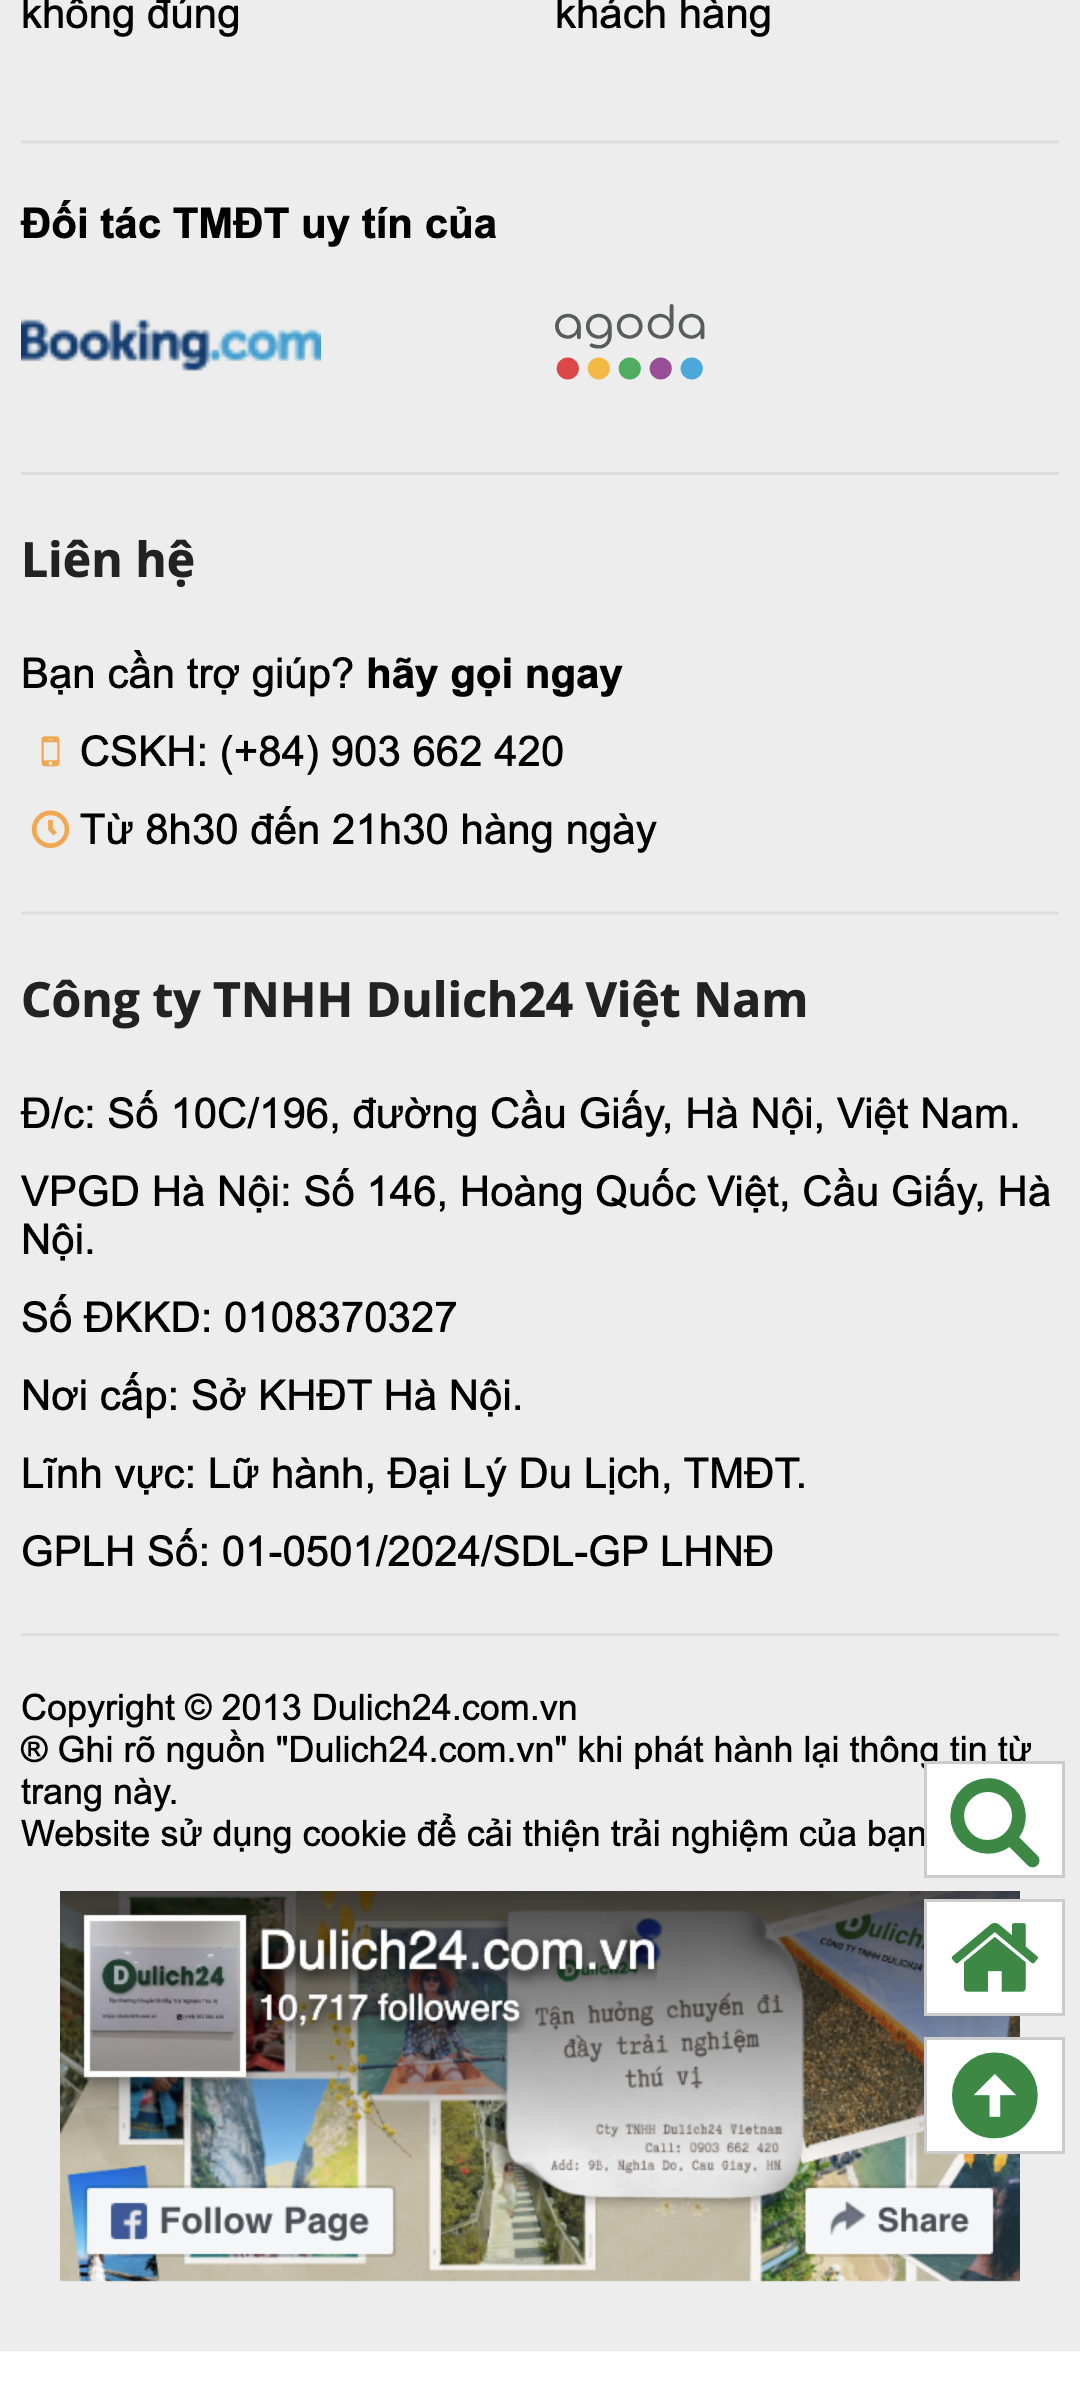 không đúng
khách hàng
Đối tác TMĐT uy tín của
Booking.com
agoda
Liên hệ
Bạn cần trợ giúp? hãy gọi ngay
CSKH: (+84) 903 662 420
Từ 8h30 đến 21h30 hàng ngày
Công ty TNHH Dulich24 Việt Nam
Đ/c: Số 10C/196, đường Cầu Giấy, Hà Nội, Việt Nam.
VPGD Hà Nội: Số 146, Hoàng Quốc Việt, Cầu Giấy, Hà
Nội.
Số ĐKKD: 0108370327
Nơi cấp: Sở KHĐT Hà Nội.
Lĩnh vực: Lữ hành, Đại Lý Du Lịch, TMĐT.
GPLH Số: 01-0501/2024/SDL-GP LHNĐ
Copyright © 2013 Dulich24.com.vn
® Ghi rõ nguồn "Dulich24.com.vn" khi phát hành lại thông tin từ
trang này.
Website sử dụng cookie để cải thiện trải nghiệm của bạn
Dulich24
Dulich24.com.vn
10,717 followers
Dulich24
Tận hưởng chuyến đi
đầy trải nghiệm
thú vị
Cty TNHH Dulich24 Vietnam
Call: 0903 662 420
Add: 9B, Nghia Do, Cau Giay, HN
Dulich
CÔNG TY TNHH DULICH24
Follow Page
Share